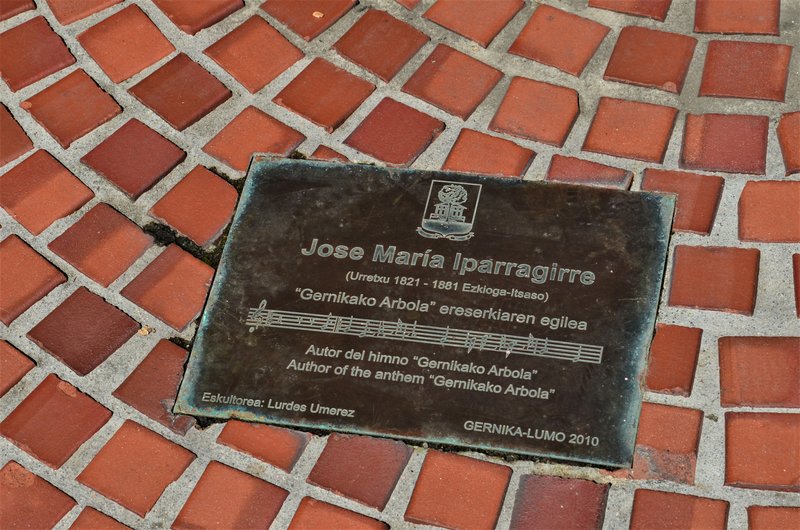 Jose María Iparragirre
(Urretxu 1821 - 1881 Ezkioga-Itsaso)
"Gernikako Arbola" ereserkiaren egilea
Autor del himno "Gernikako Arbola"
Author of the anthem "Gernikako Arbola"
Eskultorea: Lurdes Umerez
GERNIKA-LUMO 2010